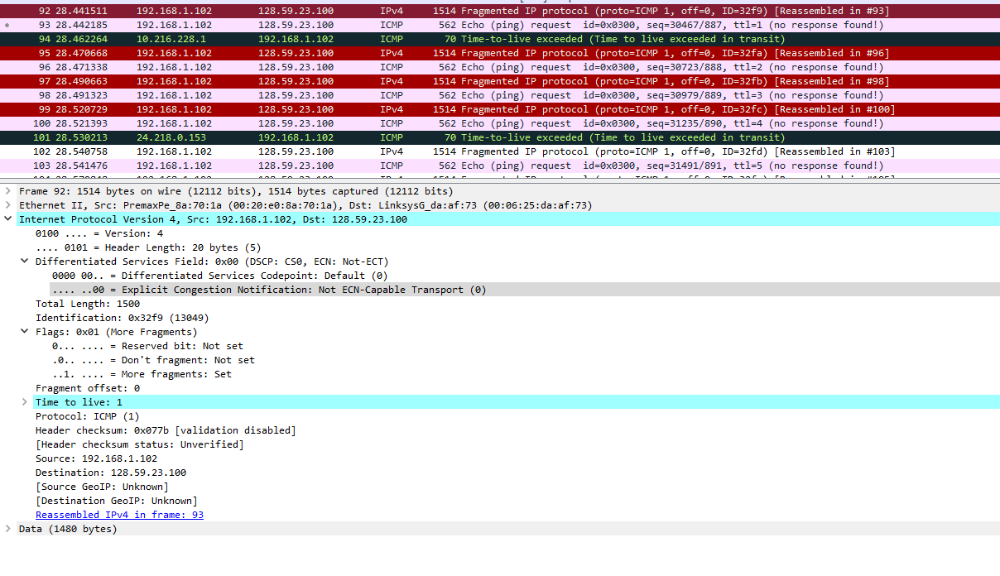 92 28.441511 192.168.1.102 128.59.23.100 IPv4 1514 Fragmented IP protocol (proto=ICMP 1, off=0, ID=32f9) [Reassembled in #93]
93 28.442185 192.168.1.102 128.59.23.100 ICMP 562 Echo (ping) request id=0x0300, seq=30467/887, ttl=1 (no response found!)
94 28.462264 10.216.228.1 192.168.1.102 ICMP 70 Time-to-live exceeded (Time to live exceeded in transit)
95 28.470668 192.168.1.102 128.59.23.100 IPv4 1514 Fragmented IP protocol (proto=ICMP 1, off=0, ID=32fa) [Reassembled in #96]
96 28.471338 192.168.1.102 128.59.23.100 ICMP 562 Echo (ping) request id=0x0300, seq=30723/888, ttl=2 (no response found!)
97 28.490663 192.168.1.102 128.59.23.100 IPv4 1514 Fragmented IP protocol (proto=ICMP 1, off=0, ID=32fb) [Reassembled in #98]
98 28.491323 192.168.1.102 128.59.23.100 ICMP 562 Echo (ping) request id=0x0300, seq=30979/889, ttl=3 (no response found!)
99 28.520729 192.168.1.102 128.59.23.100 IPv4 1514 Fragmented IP protocol (proto=ICMP 1, off=0, ID=32fc) [Reassembled in #100]
100 28.521393 192.168.1.102 128.59.23.100 ICMP 562 Echo (ping) request id=0x0300, seq=31235/890, ttl=4 (no response found!)
101 28.530213 24.218.0.153 192.168.1.102 ICMP 70 Time-to-live exceeded (Time to live exceeded in transit)
102 28.540758 192.168.1.102 128.59.23.100 IPv4 1514 Fragmented IP protocol (proto=ICMP 1, off=0, ID=32fd) [Reassembled in #103]
103 28.541476 192.168.1.102 128.59.23.100 ICMP 562 Echo (ping) request id=0x0300, seq=31491/891, ttl=5 (no response found!)
Frame 92: 1514 bytes on wire (12112 bits), 1514 bytes captured (12112 bits)
Ethernet II, Src: PremaxPe_8a:70:1a (00:20:e0:8a:70:1a), Dst: LinksysG_da:af:73 (00:06:25:da:af:73)
Internet Protocol Version 4, Src: 192.168.1.102, Dst: 128.59.23.100
0100 .... = Version: 4
.... 0101 = Header Length: 20 bytes (5)
Differentiated Services Field: 0x00 (DSCP: CS0, ECN: Not-ECT)
0000 00.. = Differentiated Services Codepoint: Default (0)
.... ..00 = Explicit Congestion Notification: Not ECN-Capable Transport (0)
Total Length: 1500
Identification: 0x32f9 (13049)
Flags: 0x01 (More Fragments)
0... .... = Reserved bit: Not set
.0.. .... = Don't fragment: Not set
..1. .... = More fragments: Set
Fragment offset: 0
Time to live: 1
Protocol: ICMP (1)
Header checksum: 0x077b [validation disabled]
[Header checksum status: Unverified]
Source: 192.168.1.102
Destination: 128.59.23.100
[Source GeoIP: Unknown]
[Destination GeoIP: Unknown]
Reassembled IPv4 in frame: 93
Data (1480 bytes)